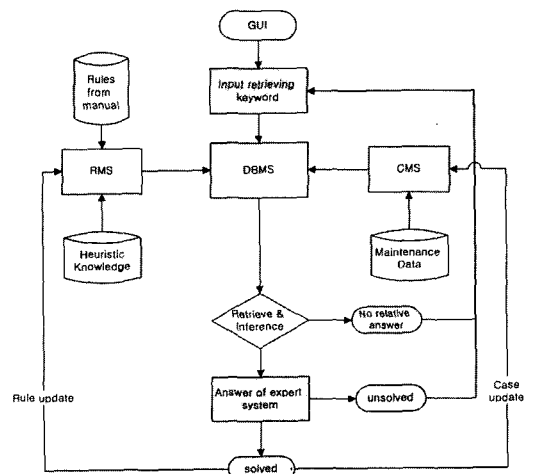 GUI
Rules
from
manual
Input retrieving
keyword
RMS
DBMS
CMS
Heuristic
Knowledge
Maintenance
Data
Retrieve &
Inference
No relative
answer
Answer of expert
system
unsolved
Rule update
Case
update
solved